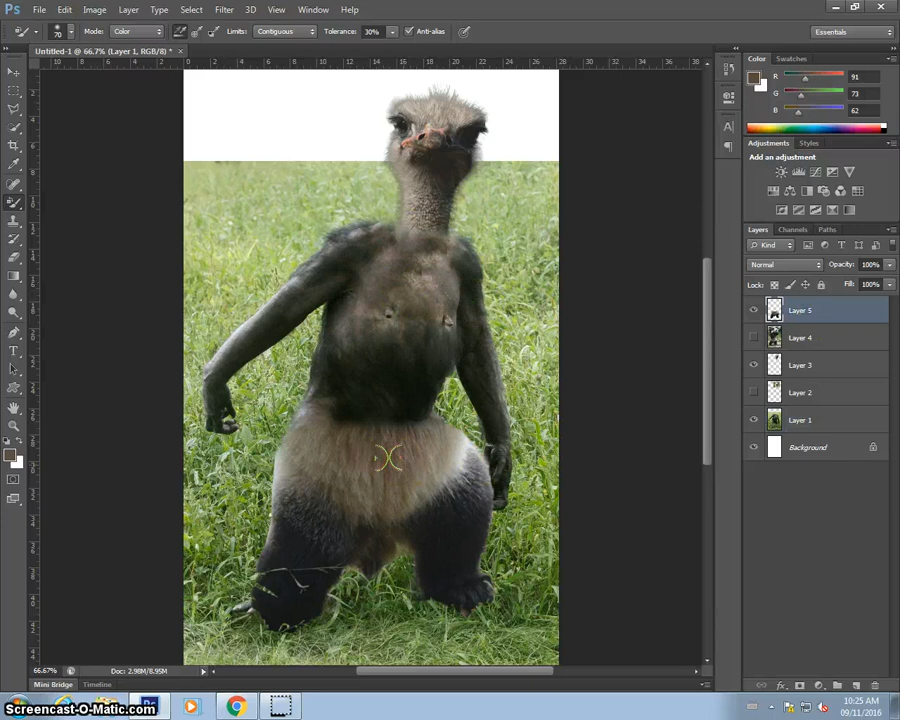 Ps File Edit Image Layer Type Select Filter 3D View Window Help
70 Mode: Color Limits: Contiguous Tolerance: 30% Anti-alias Essentials
Untitled-1 @ 66.7% (Layer 1, RGB/8) * ×
Color Swatches
R 91
G 73
B 62
Adjustments Styles
Add an adjustment
Layers Channels Paths
Kind
Normal Opacity: 100%
Lock: Fill: 100%
Layer 5
Layer 4
Layer 3
Layer 2
Layer 1
Background
66.67% Doc: 2.98M/8.95M
Mini Bridge Timeline
Screencast-O-Matic.com
10:25 AM
09/11/2016